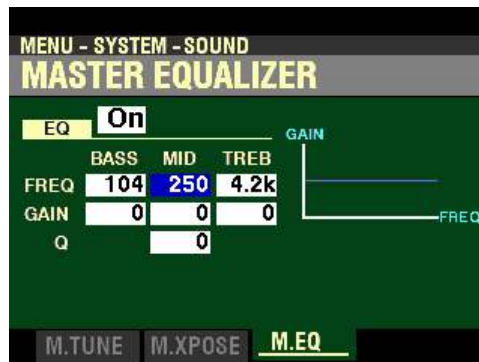 MENU - SYSTEM - SOUND
MASTER EQUALIZER
EQ On
GAIN
BASS MID TREB
FREQ 104 250 4.2k
GAIN 0 0 0
FREQ
Q 0
M.TUNE M.XPOSE M.EQ